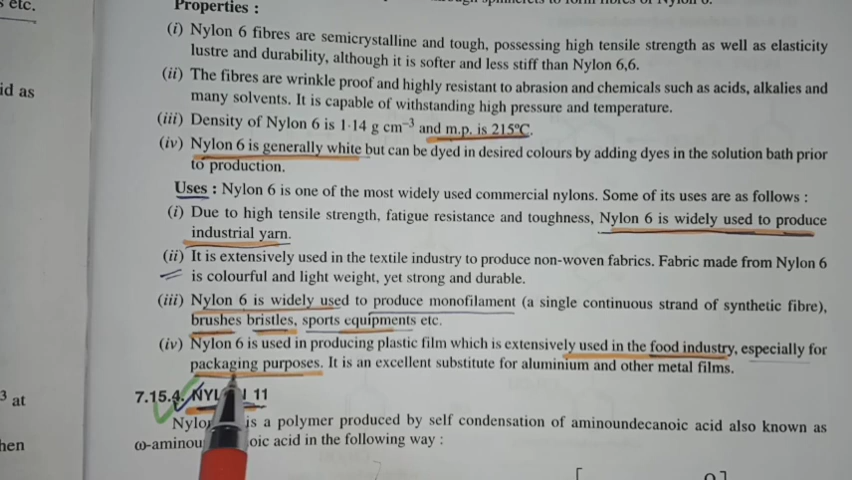 s etc.
id as
3 at
hen
Properties :
(i) Nylon 6 fibres are semicrystalline and tough, possessing high tensile strength as well as elasticity
lustre and durability, although it is softer and less stiff than Nylon 6,6.
(ii) The fibres are wrinkle proof and highly resistant to abrasion and chemicals such as acids, alkalies and
many solvents. It is capable of withstanding high pressure and temperature.
(iii) Density of Nylon 6 is 1·14 g cm⁻³ and m.p. is 215°C.
(iv) Nylon 6 is generally white but can be dyed in desired colours by adding dyes in the solution bath prior
to production.
Uses : Nylon 6 is one of the most widely used commercial nylons. Some of its uses are as follows :
(i) Due to high tensile strength, fatigue resistance and toughness, Nylon 6 is widely used to produce
industrial yarn.
(ii) It is extensively used in the textile industry to produce non-woven fabrics. Fabric made from Nylon 6
is colourful and light weight, yet strong and durable.
(iii) Nylon 6 is widely used to produce monofilament (a single continuous strand of synthetic fibre),
brushes bristles, sports equipments etc.
(iv) Nylon 6 is used in producing plastic film which is extensively used in the food industry, especially for
packaging purposes. It is an excellent substitute for aluminium and other metal films.
7.15.4. 11
is a polymer produced by self condensation of aminoundecanoic acid also known as
oic acid in the following way :